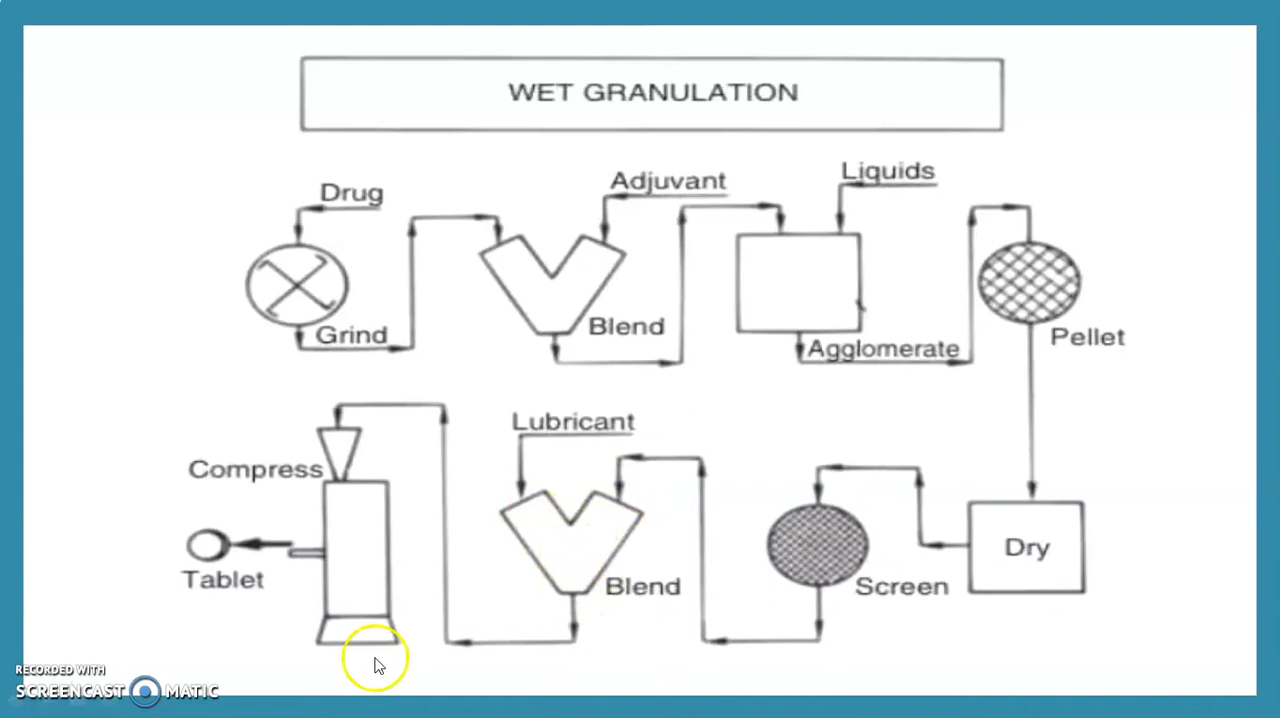 WET GRANULATION
Drug
Adjuvant
Liquids
Grind
Blend
Agglomerate
Pellet
Compress
Lubricant
Dry
Tablet
Blend
Screen
RECORDED WITH
SCREENCAST MATIC